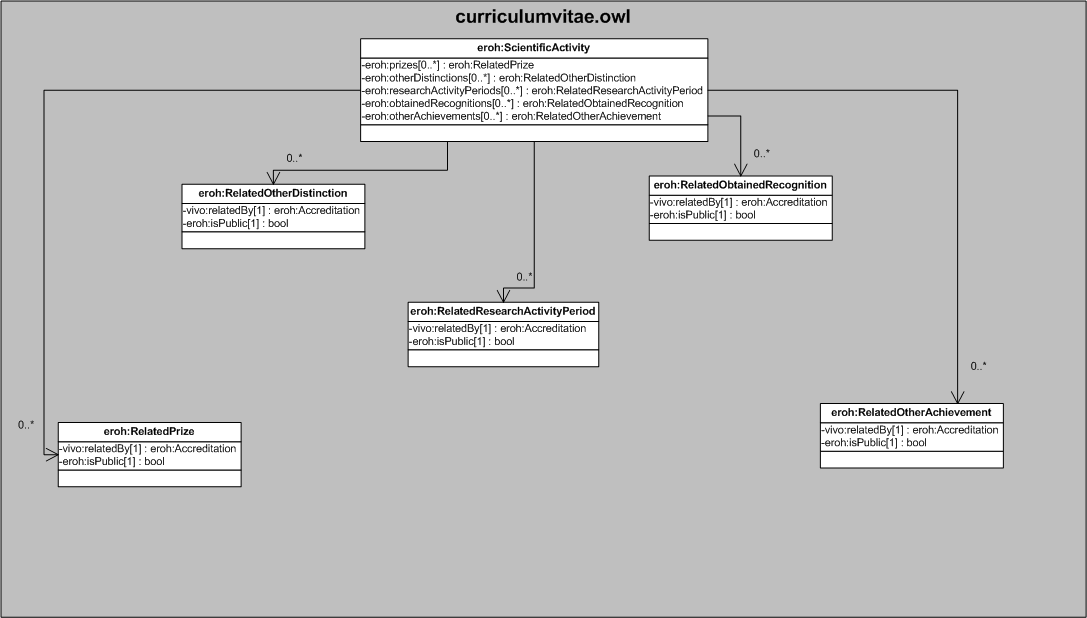 curriculumvitae.owl
eroh:ScientificActivity
-eroh:prizes[0..*] : eroh:RelatedPrize
-eroh:otherDistinctions[0..*] : eroh:RelatedOtherDistinction
-eroh:researchActivityPeriods[0..*] : eroh:RelatedResearchActivityPeriod
-eroh:obtainedRecognitions[0..*] : eroh:RelatedObtainedRecognition
-eroh:otherAchievements[0..*] : eroh:RelatedOtherAchievement
0..*
0..*
eroh:RelatedOtherDistinction
-vivo:relatedBy[1] : eroh:Accreditation
-eroh:isPublic[1] : bool
eroh:RelatedObtainedRecognition
-vivo:relatedBy[1] : eroh:Accreditation
-eroh:isPublic[1] : bool
0..*
eroh:RelatedResearchActivityPeriod
-vivo:relatedBy[1] : eroh:Accreditation
-eroh:isPublic[1] : bool
0..*
eroh:RelatedOtherAchievement
-vivo:relatedBy[1] : eroh:Accreditation
-eroh:isPublic[1] : bool
0..*
eroh:RelatedPrize
-vivo:relatedBy[1] : eroh:Accreditation
-eroh:isPublic[1] : bool